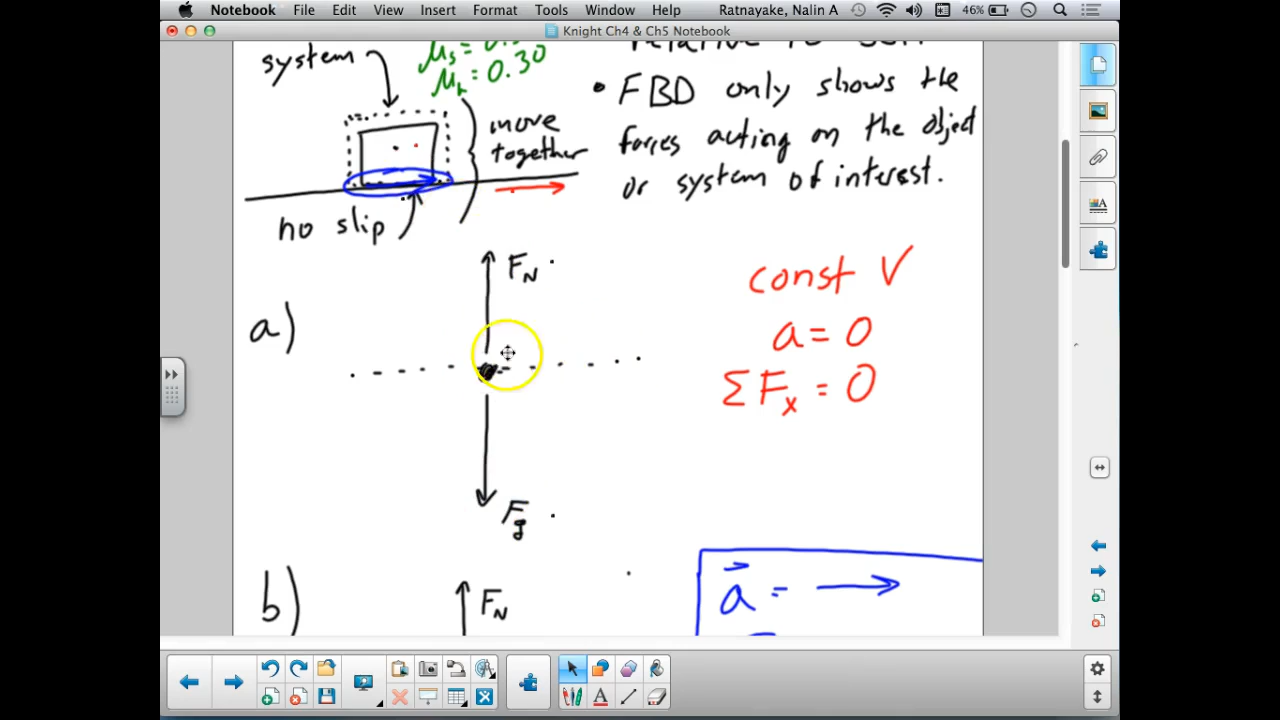 Notebook File Edit View Insert Format Tools Window Help Ratnayake, Nalin A 46%
Knight Ch4 & Ch5 Notebook
system
μk = 0.30
• FBD only shows the
forces acting on the object
or system of interest.
move
together
no slip
FN
a)
const V
a = 0
ΣFx = 0
Fg
b)
FN
a =